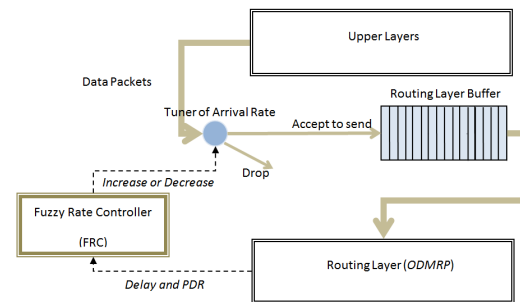 Upper Layers
Data Packets
Routing Layer Buffer
Tuner of Arrival Rate
Accept to send
Drop
Increase or Decrease
Fuzzy Rate Controller
(FRC)
Routing Layer (ODMRP)
Delay and PDR